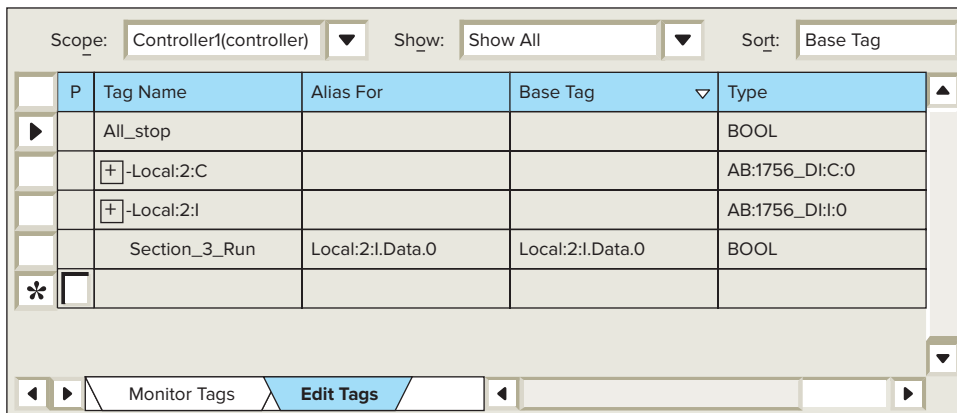 Scope: Controller1(controller) Show: Show All Sort: Base Tag
P Tag Name Alias For Base Tag Type
All_stop BOOL
+-Local:2:C AB:1756_DI:C:0
+-Local:2:I AB:1756_DI:I:0
Section_3_Run Local:2:I.Data.0 Local:2:I.Data.0 BOOL
*
Monitor Tags Edit Tags